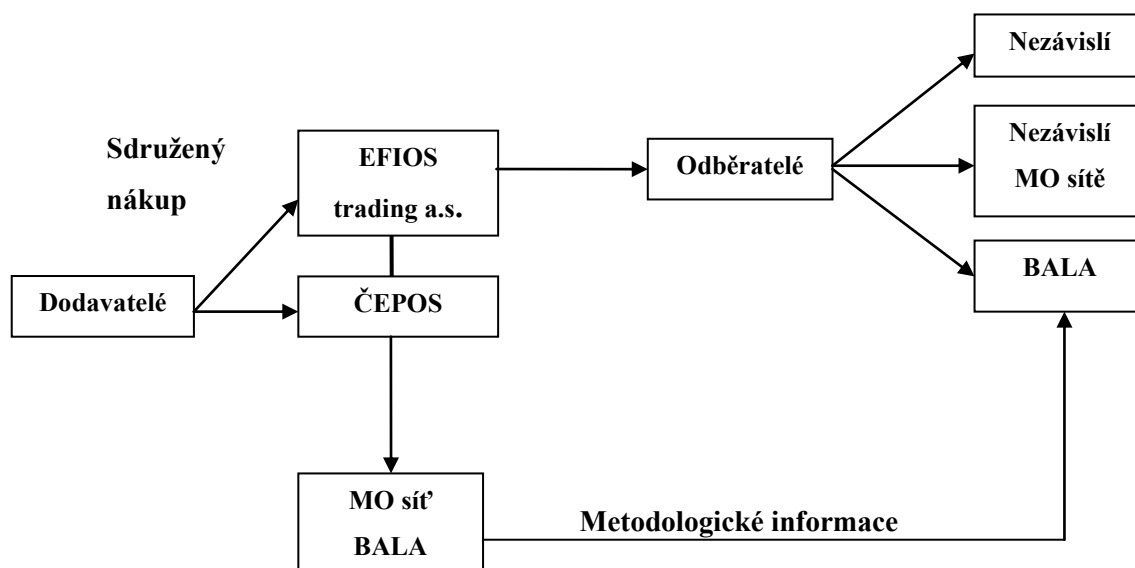 Nezávislí
Sdružený
nákup
EFIOS
trading a.s.
Odběratelé
Nezávislí
MO sítě
BALA
Dodavatelé
ČEPOS
MO síť
BALA
Metodologické informace